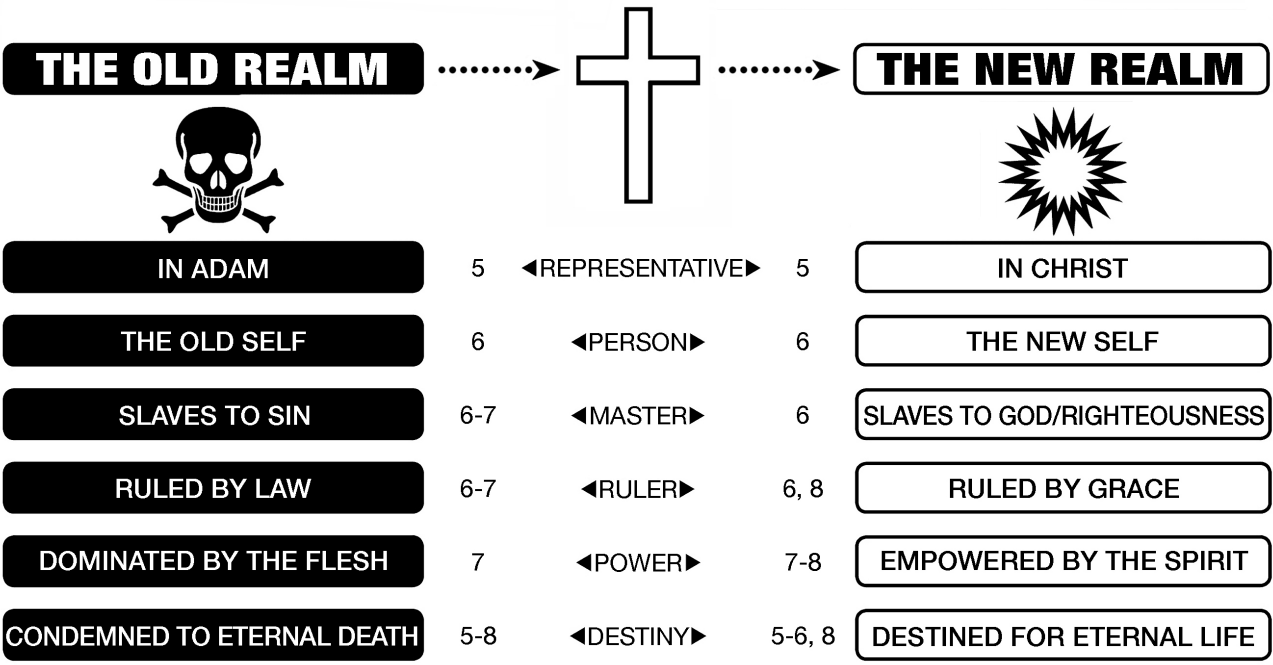 THE OLD REALM THE NEW REALM
IN ADAM 5 ◀REPRESENTATIVE▶ 5 IN CHRIST
THE OLD SELF 6 ◀PERSON▶ 6 THE NEW SELF
SLAVES TO SIN 6-7 ◀MASTER▶ 6 SLAVES TO GOD/RIGHTEOUSNESS
RULED BY LAW 6-7 ◀RULER▶ 6, 8 RULED BY GRACE
DOMINATED BY THE FLESH 7 ◀POWER▶ 7-8 EMPOWERED BY THE SPIRIT
CONDEMNED TO ETERNAL DEATH 5-8 ◀DESTINY▶ 5-6, 8 DESTINED FOR ETERNAL LIFE